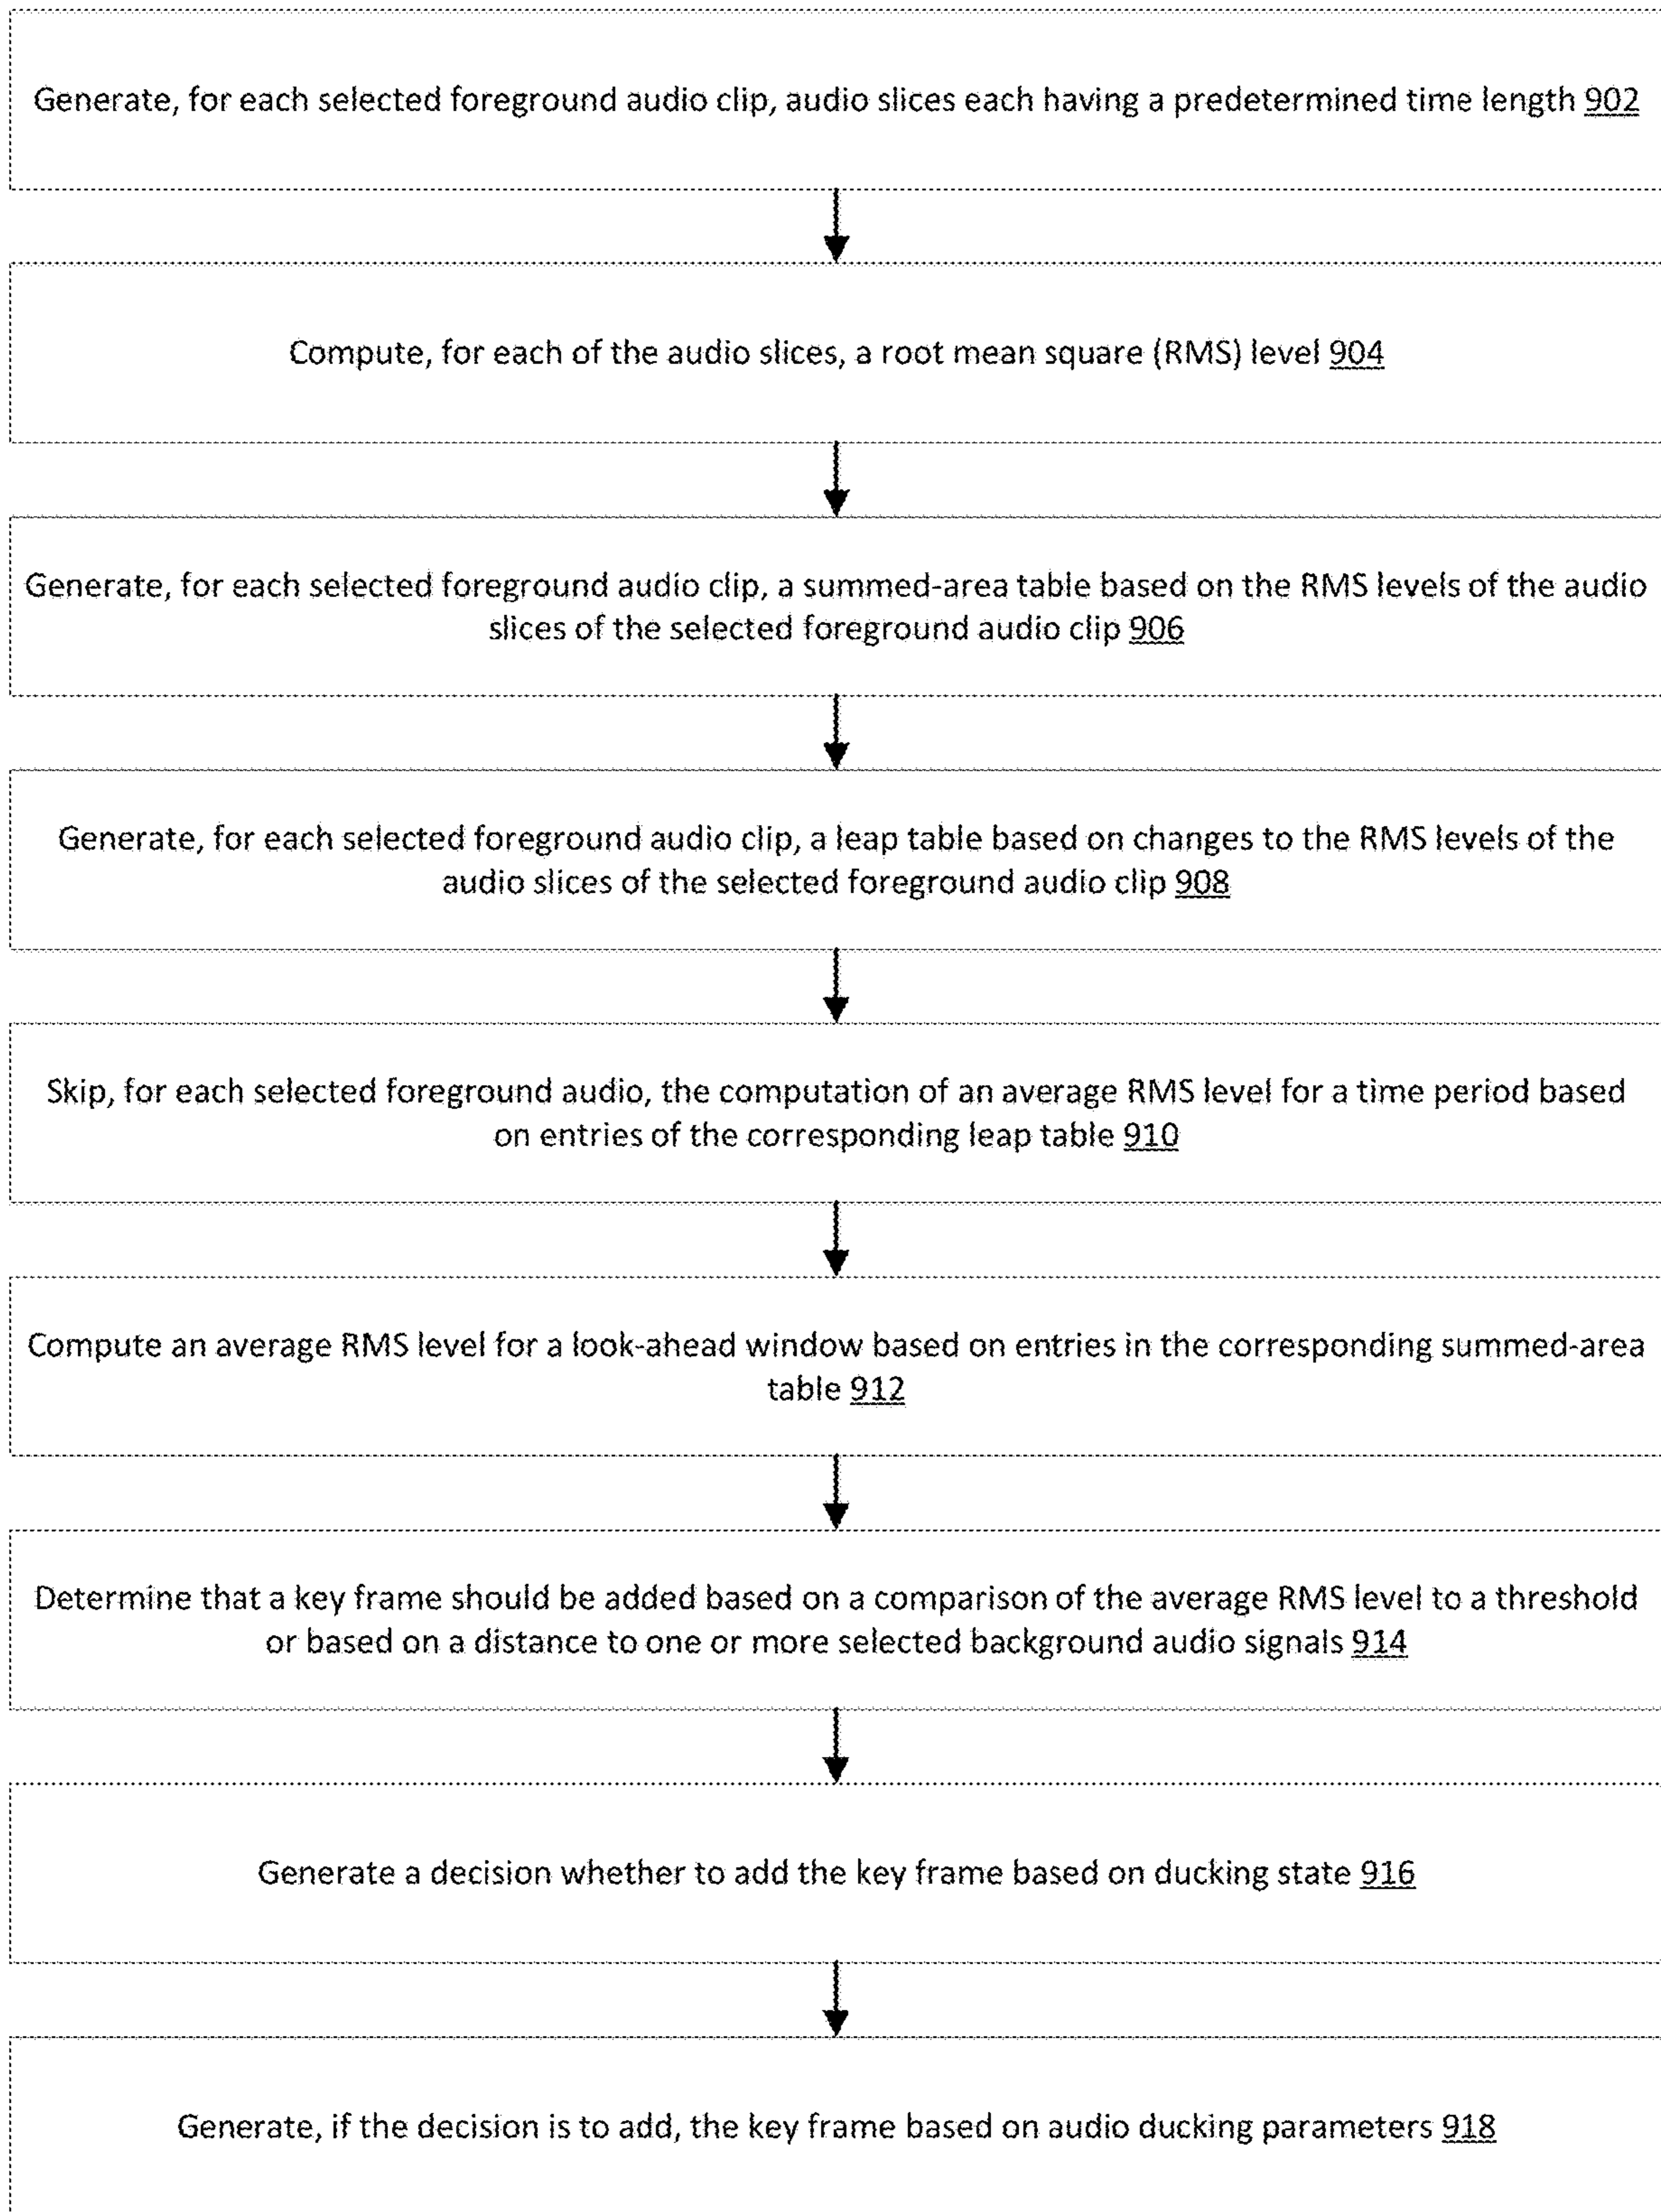 Generate, for each selected foreground audio clip, audio slices each having a predetermined time length 902
Compute, for each of the audio slices, a root mean square (RMS) level 904
Generate, for each selected foreground audio clip, a summed-area table based on the RMS levels of the audio
slices of the selected foreground audio clip 906
Generate, for each selected foreground audio clip, a leap table based on changes to the RMS levels of the
audio slices of the selected foreground audio clip 908
Skip, for each selected foreground audio, the computation of an average RMS level for a time period based
on entries of the corresponding leap table 910
Compute an average RMS level for a look-ahead window based on entries in the corresponding summed-area
table 912
Determine that a key frame should be added based on a comparison of the average RMS level to a threshold
or based on a distance to one or more selected background audio signals 914
Generate a decision whether to add the key frame based on ducking state 916
Generate, if the decision is to add, the key frame based on audio ducking parameters 918